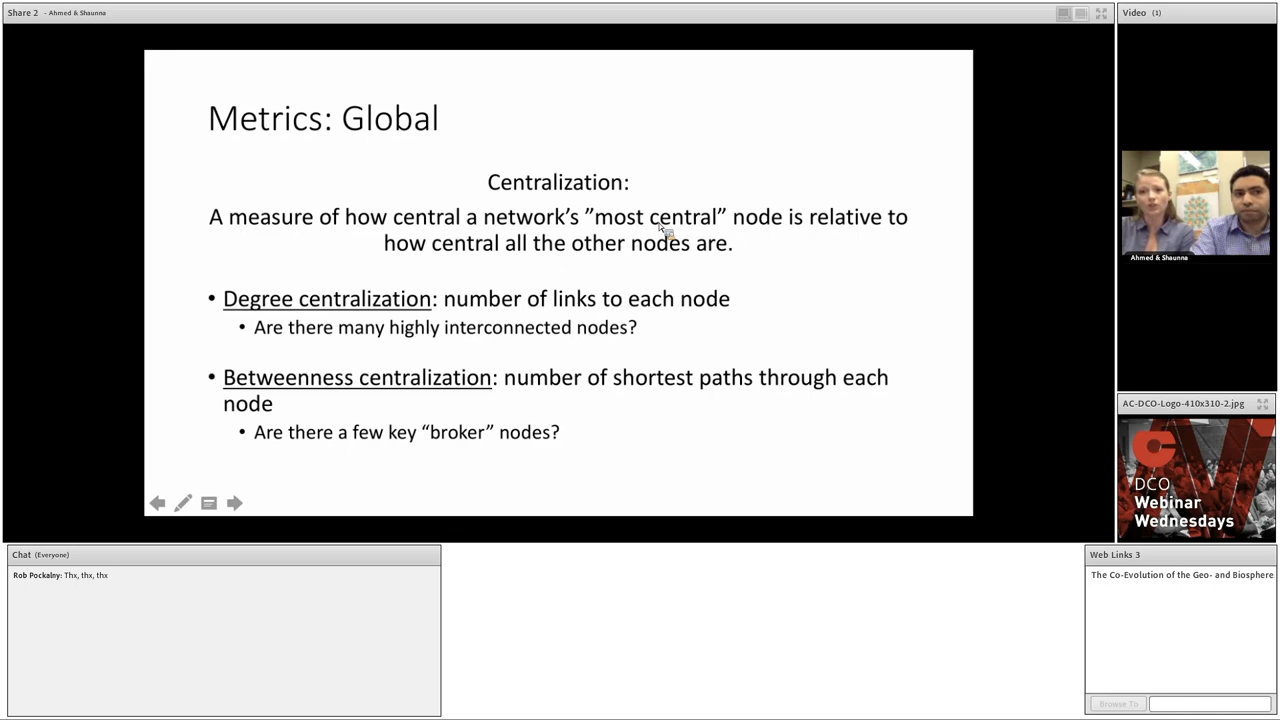 Share 2 - Ahmed & Shaunna
Metrics: Global
Centralization:
A measure of how central a network’s ”most central” node is relative to
how central all the other nodes are.
• Degree centralization: number of links to each node
• Are there many highly interconnected nodes?
• Betweenness centralization: number of shortest paths through each
node
• Are there a few key “broker” nodes?
Video (1)
Ahmed & Shaunna
AC-DCO-Logo-410x310-2.jpg
DCO
Webinar
Wednesdays
Chat (Everyone)
Rob Pockalny: Thx, thx, thx
Web Links 3
The Co-Evolution of the Geo- and Biosphere
Browse To